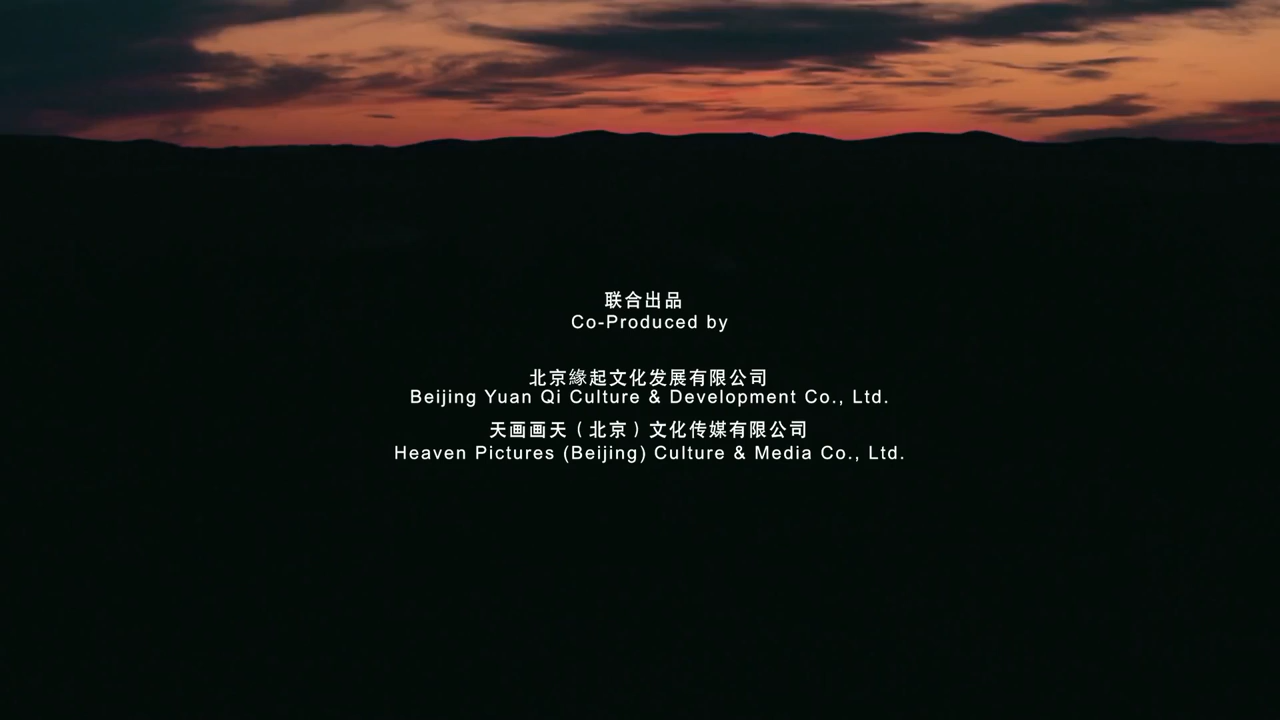 联合出品
Co-Produced by
北京緣起文化发展有限公司
Beijing Yuan Qi Culture & Development Co., Ltd.
天画画天（北京）文化传媒有限公司
Heaven Pictures (Beijing) Culture & Media Co., Ltd.